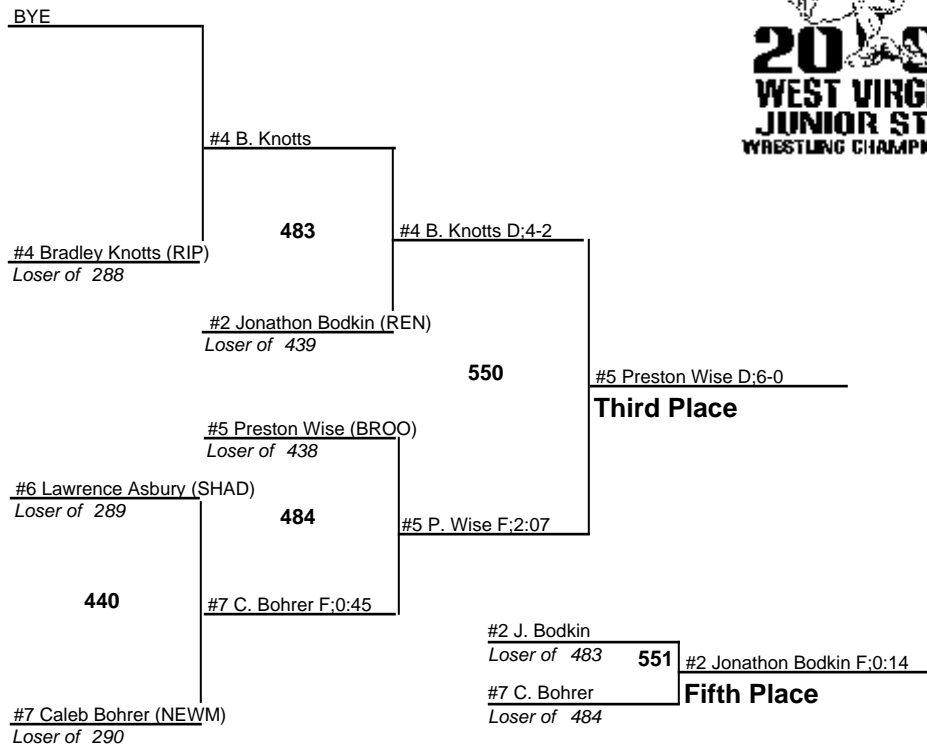 BYE
20
WEST VIRG
JUNIOR ST
WRESTLING CHAMPI
#4 B. Knotts
483
#4 B. Knotts D;4-2
#4 Bradley Knotts (RIP)
Loser of 288
#2 Jonathon Bodkin (REN)
Loser of 439
550
#5 Preston Wise D;6-0
Third Place
#5 Preston Wise (BROO)
Loser of 438
#6 Lawrence Asbury (SHAD)
Loser of 289
484
#5 P. Wise F;2:07
440
#7 C. Bohrer F;0:45
#2 J. Bodkin
Loser of 483
551
#2 Jonathon Bodkin F;0:14
#7 C. Bohrer
Fifth Place
Loser of 484
#7 Caleb Bohrer (NEWM)
Loser of 290